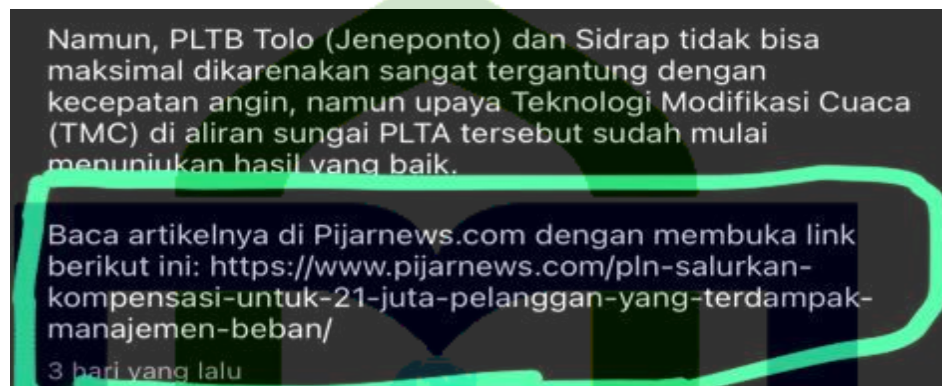 Namun, PLTB Tolo (Jeneponto) dan Sidrap tidak bisa
maksimal dikarenakan sangat tergantung dengan
kecepatan angin, namun upaya Teknologi Modifikasi Cuaca
(TMC) di aliran sungai PLTA tersebut sudah mulai
menunjukan hasil yang baik.
Baca artikelnya di Pijarnews.com dengan membuka link
berikut ini: https://www.pijarnews.com/pln-salurkan-
kompensasi-untuk-21-juta-pelanggan-yang-terdampak-
manajemen-beban/
3 hari yang lalu